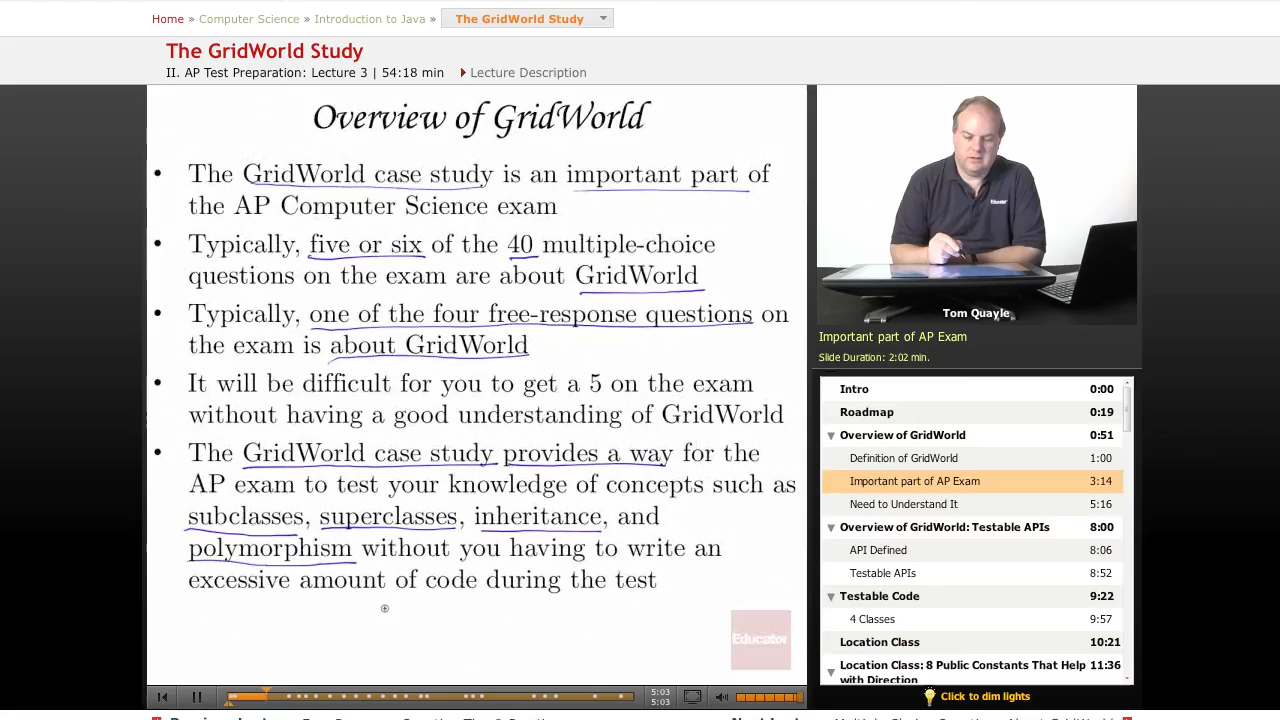 Home » Computer Science » Introduction to Java » The GridWorld Study
The GridWorld Study
II. AP Test Preparation: Lecture 3 | 54:18 min Lecture Description
Overview of GridWorld
• The GridWorld case study is an important part of
the AP Computer Science exam
• Typically, five or six of the 40 multiple-choice
questions on the exam are about GridWorld
• Typically, one of the four free-response questions on
the exam is about GridWorld
• It will be difficult for you to get a 5 on the exam
without having a good understanding of GridWorld
• The GridWorld case study provides a way for the
AP exam to test your knowledge of concepts such as
subclasses, superclasses, inheritance, and
polymorphism without you having to write an
excessive amount of code during the test
Educator
5:03
5:03
Educator
Tom Quayle
Important part of AP Exam
Slide Duration: 2:02 min.
Intro 0:00
Roadmap 0:19
Overview of GridWorld 0:51
Definition of GridWorld 1:00
Important part of AP Exam 3:14
Need to Understand It 5:16
Overview of GridWorld: Testable APIs 8:00
API Defined 8:06
Testable APIs 8:52
Testable Code 9:22
4 Classes 9:57
Location Class 10:21
Location Class: 8 Public Constants That Help 11:36
with Direction
Click to dim lights